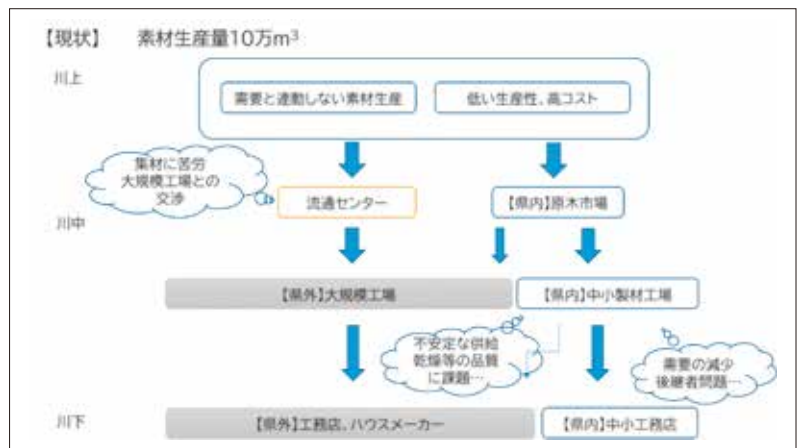 【現状】 素材生産量10万m³
川上
需要と連動しない素材生産
低い生産性、高コスト
集材に苦労
大規模工場との
交渉
流通センター
【県内】原木市場
川中
【県外】大規模工場
【県内】中小製材工場
不安定な供給
乾燥等の品質
に課題…
需要の減少
後継者問題…
川下
【県外】工務店、ハウスメーカー
【県内】中小工務店